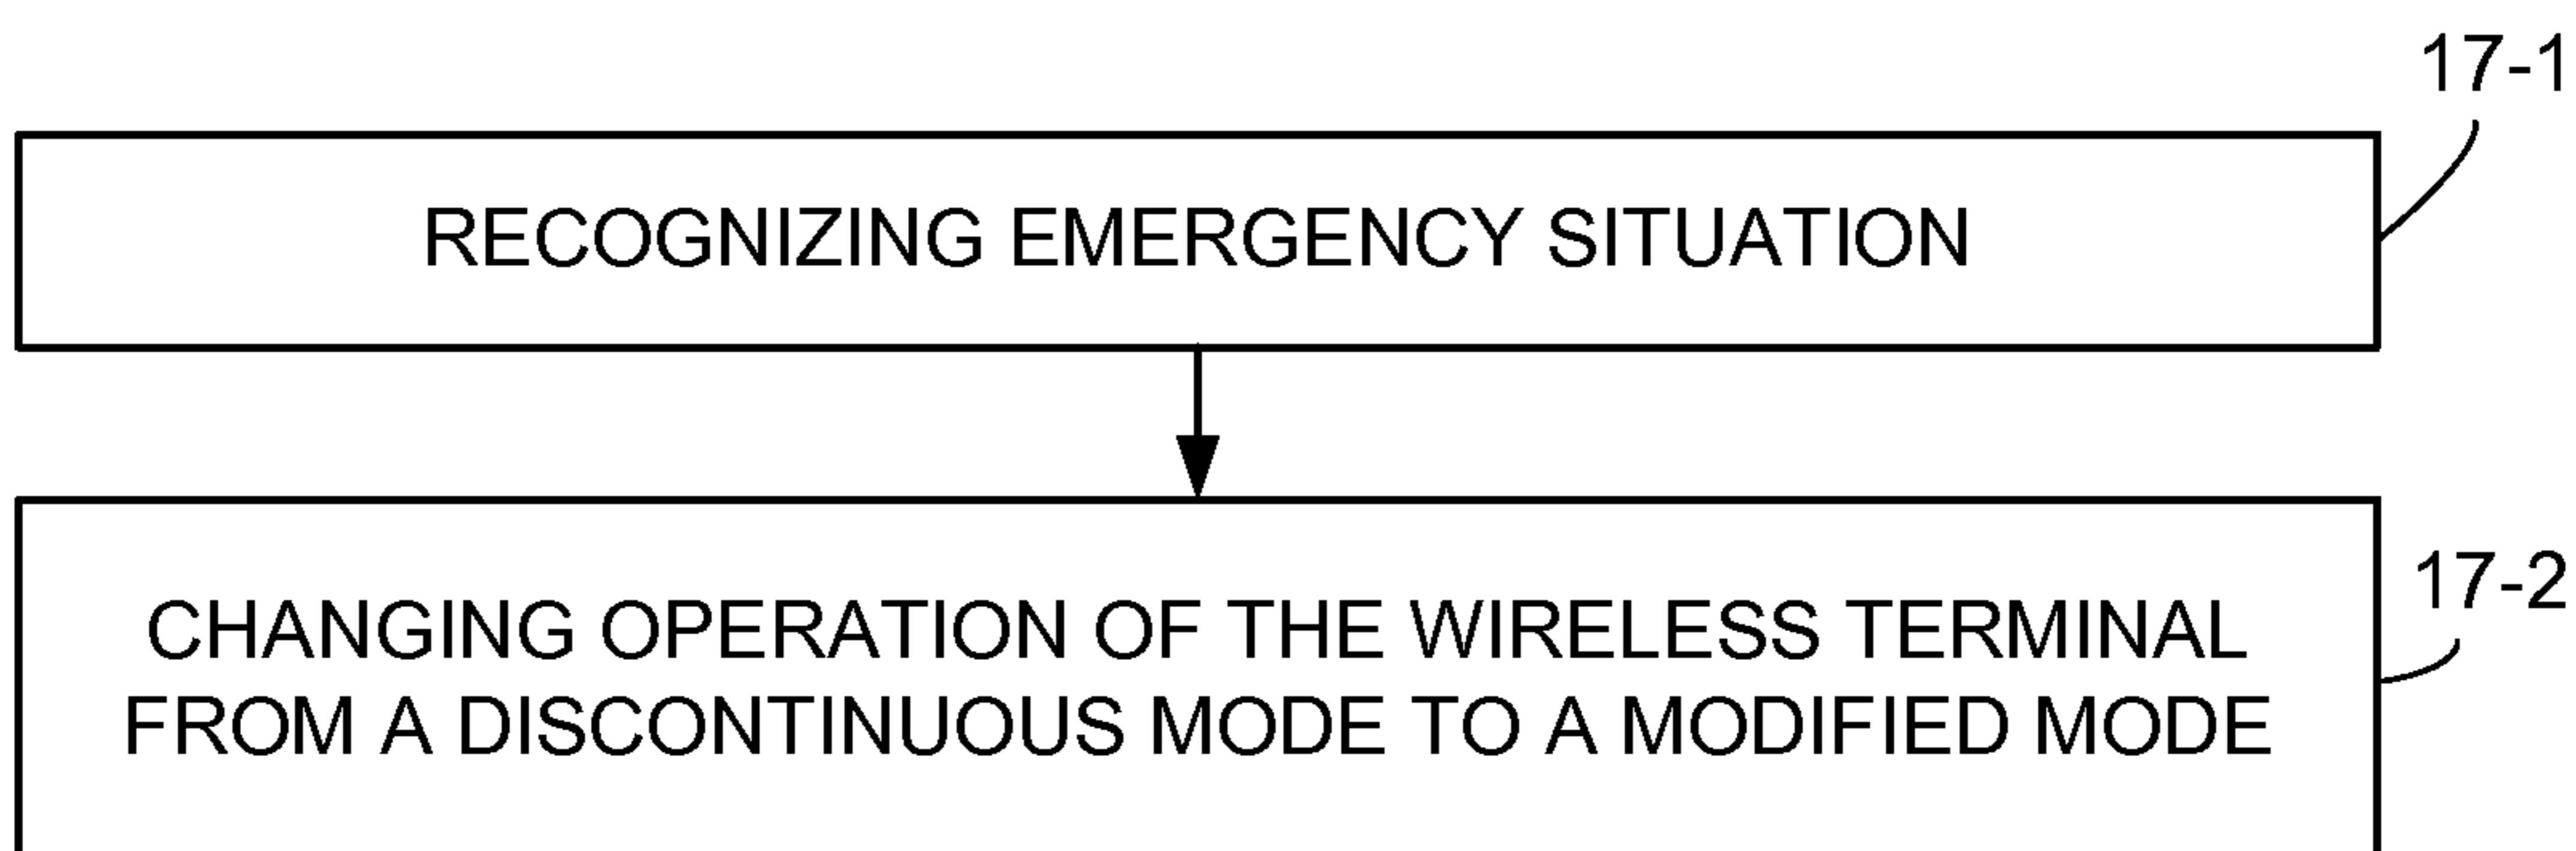 17-1
RECOGNIZING EMERGENCY SITUATION
17-2
CHANGING OPERATION OF THE WIRELESS TERMINAL
FROM A DISCONTINUOUS MODE TO A MODIFIED MODE